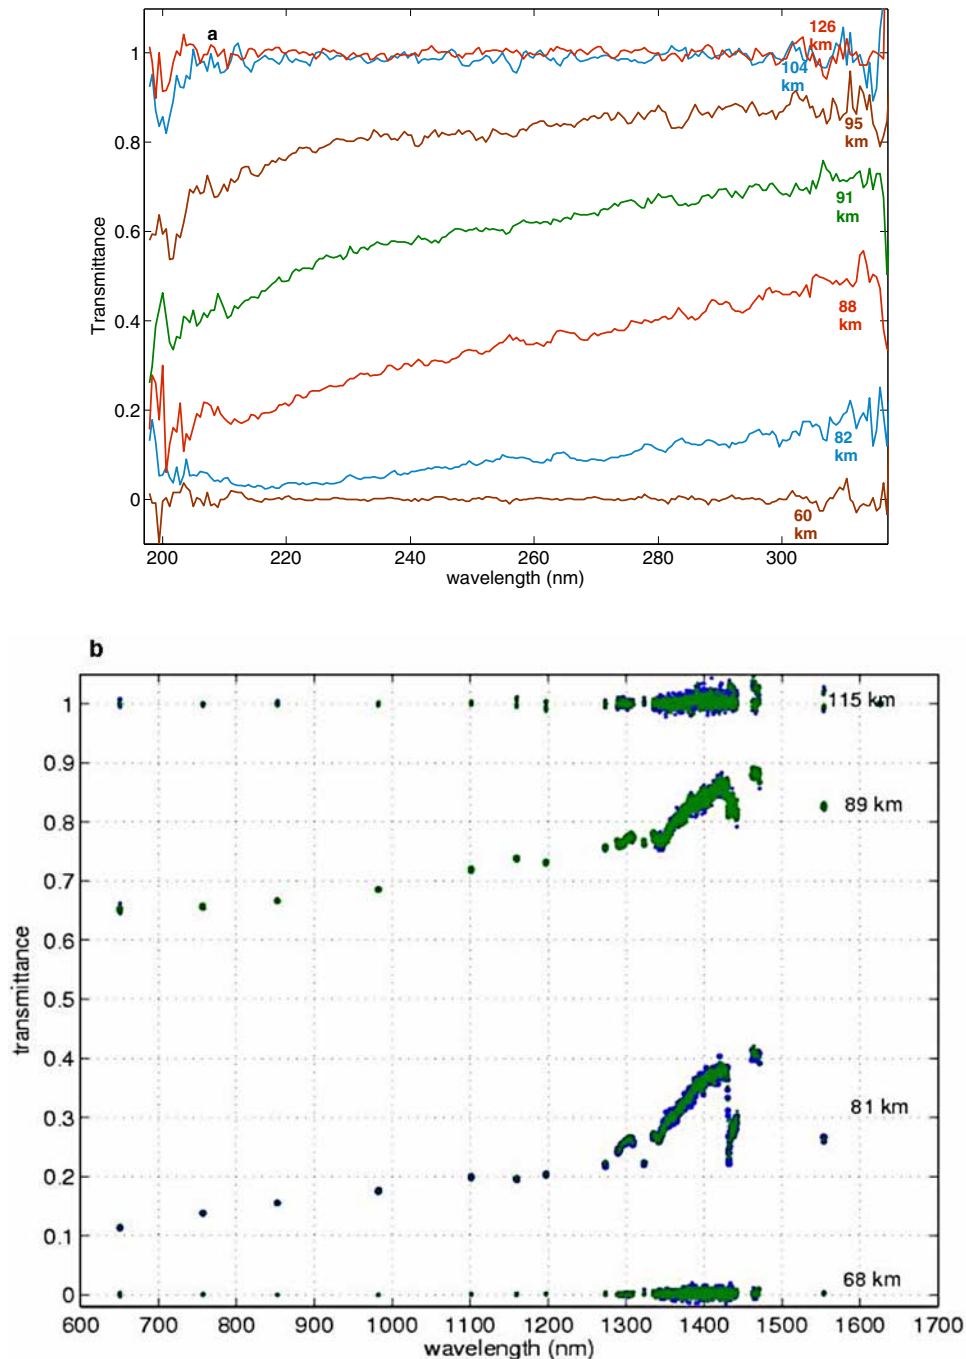 a
126
km
1
104
km
0.8
95
km
91
km
0.6
Transmittance
0.4
88
km
0.2
82
km
0
60
km
200 220 240 260 280 300
wavelength (nm)
b
1
115 km
0.9
0.8
89 km
0.7
0.6
0.5
transmittance
0.4
0.3
81 km
0.2
0.1
0
68 km
600 700 800 900 1000 1100 1200 1300 1400 1500 1600 1700
wavelength (nm)